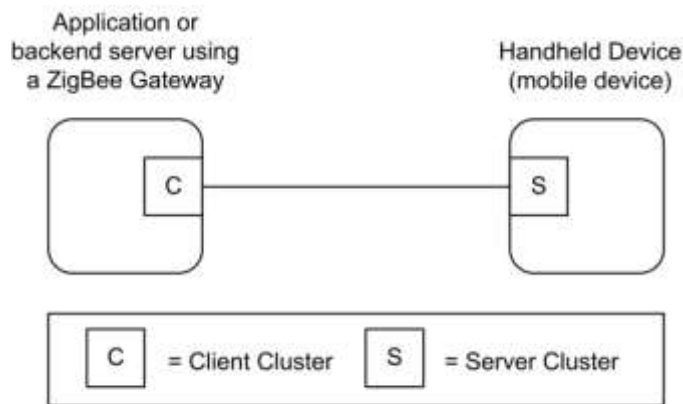 Application or
backend server using
a ZigBee Gateway
Handheld Device
(mobile device)
C
S
C = Client Cluster S = Server Cluster